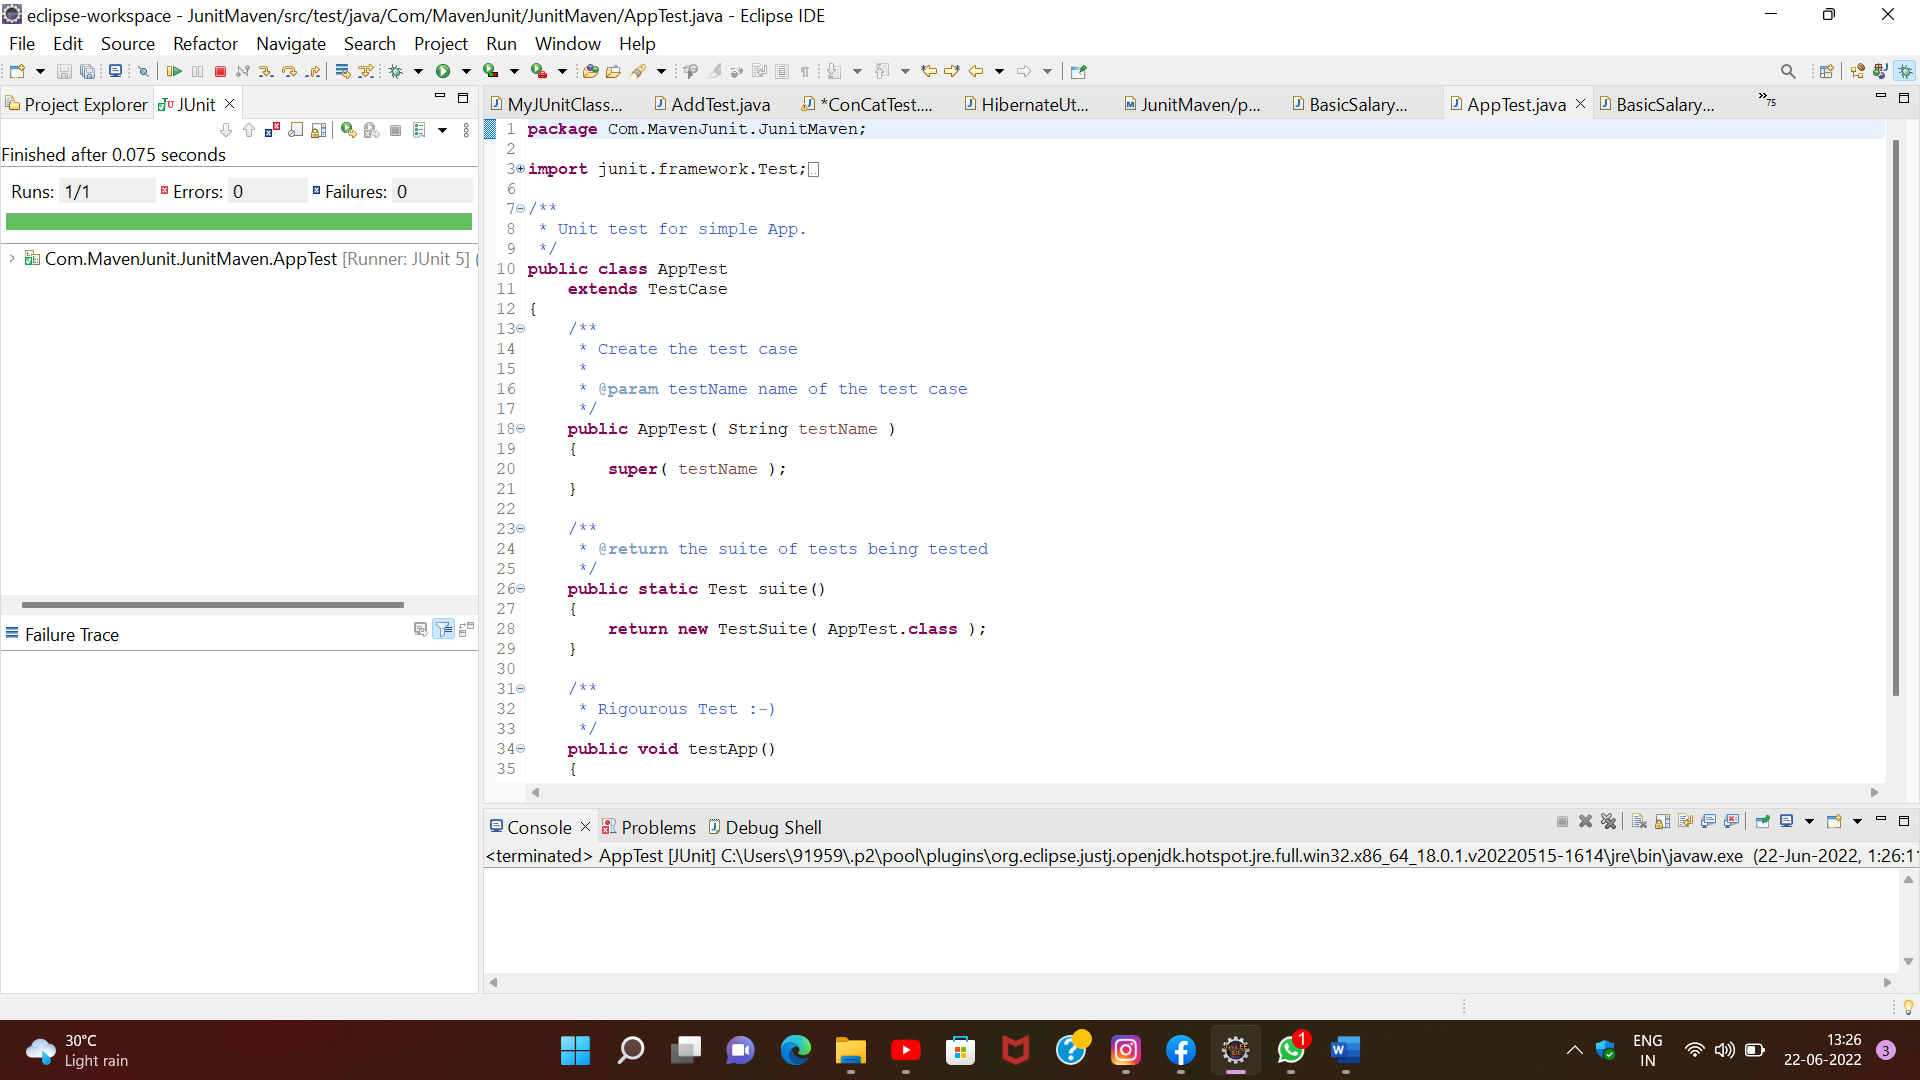 eclipse-workspace - JunitMaven/src/test/java/Com/MavenJunit/JunitMaven/AppTest.java - Eclipse IDE
File Edit Source Refactor Navigate Search Project Run Window Help
Project Explorer JUnit
MyJUnitClass... AddTest.java *ConCatTest.... HibernateUt... JunitMaven/p... BasicSalary... AppTest.java BasicSalary... »75
Finished after 0.075 seconds
Runs: 1/1 Errors: 0 Failures: 0
Com.MavenJunit.JunitMaven.AppTest [Runner: JUnit 5] (
Failure Trace
1 package Com.MavenJunit.JunitMaven;
2
3 import junit.framework.Test;
6
7 /**
8 * Unit test for simple App.
9 */
10 public class AppTest
11 extends TestCase
12 {
13 /**
14 * Create the test case
15 *
16 * @param testName name of the test case
17 */
18 public AppTest( String testName )
19 {
20 super( testName );
21 }
22
23 /**
24 * @return the suite of tests being tested
25 */
26 public static Test suite()
27 {
28 return new TestSuite( AppTest.class );
29 }
30
31 /**
32 * Rigourous Test :-)
33 */
34 public void testApp()
35 {
Console Problems Debug Shell
<terminated> AppTest [JUnit] C:\Users\91959\.p2\pool\plugins\org.eclipse.justj.openjdk.hotspot.jre.full.win32.x86_64_18.0.1.v20220515-1614\jre\bin\javaw.exe (22-Jun-2022, 1:26:1
30°C
Light rain
1
ENG
IN
13:26
22-06-2022
3